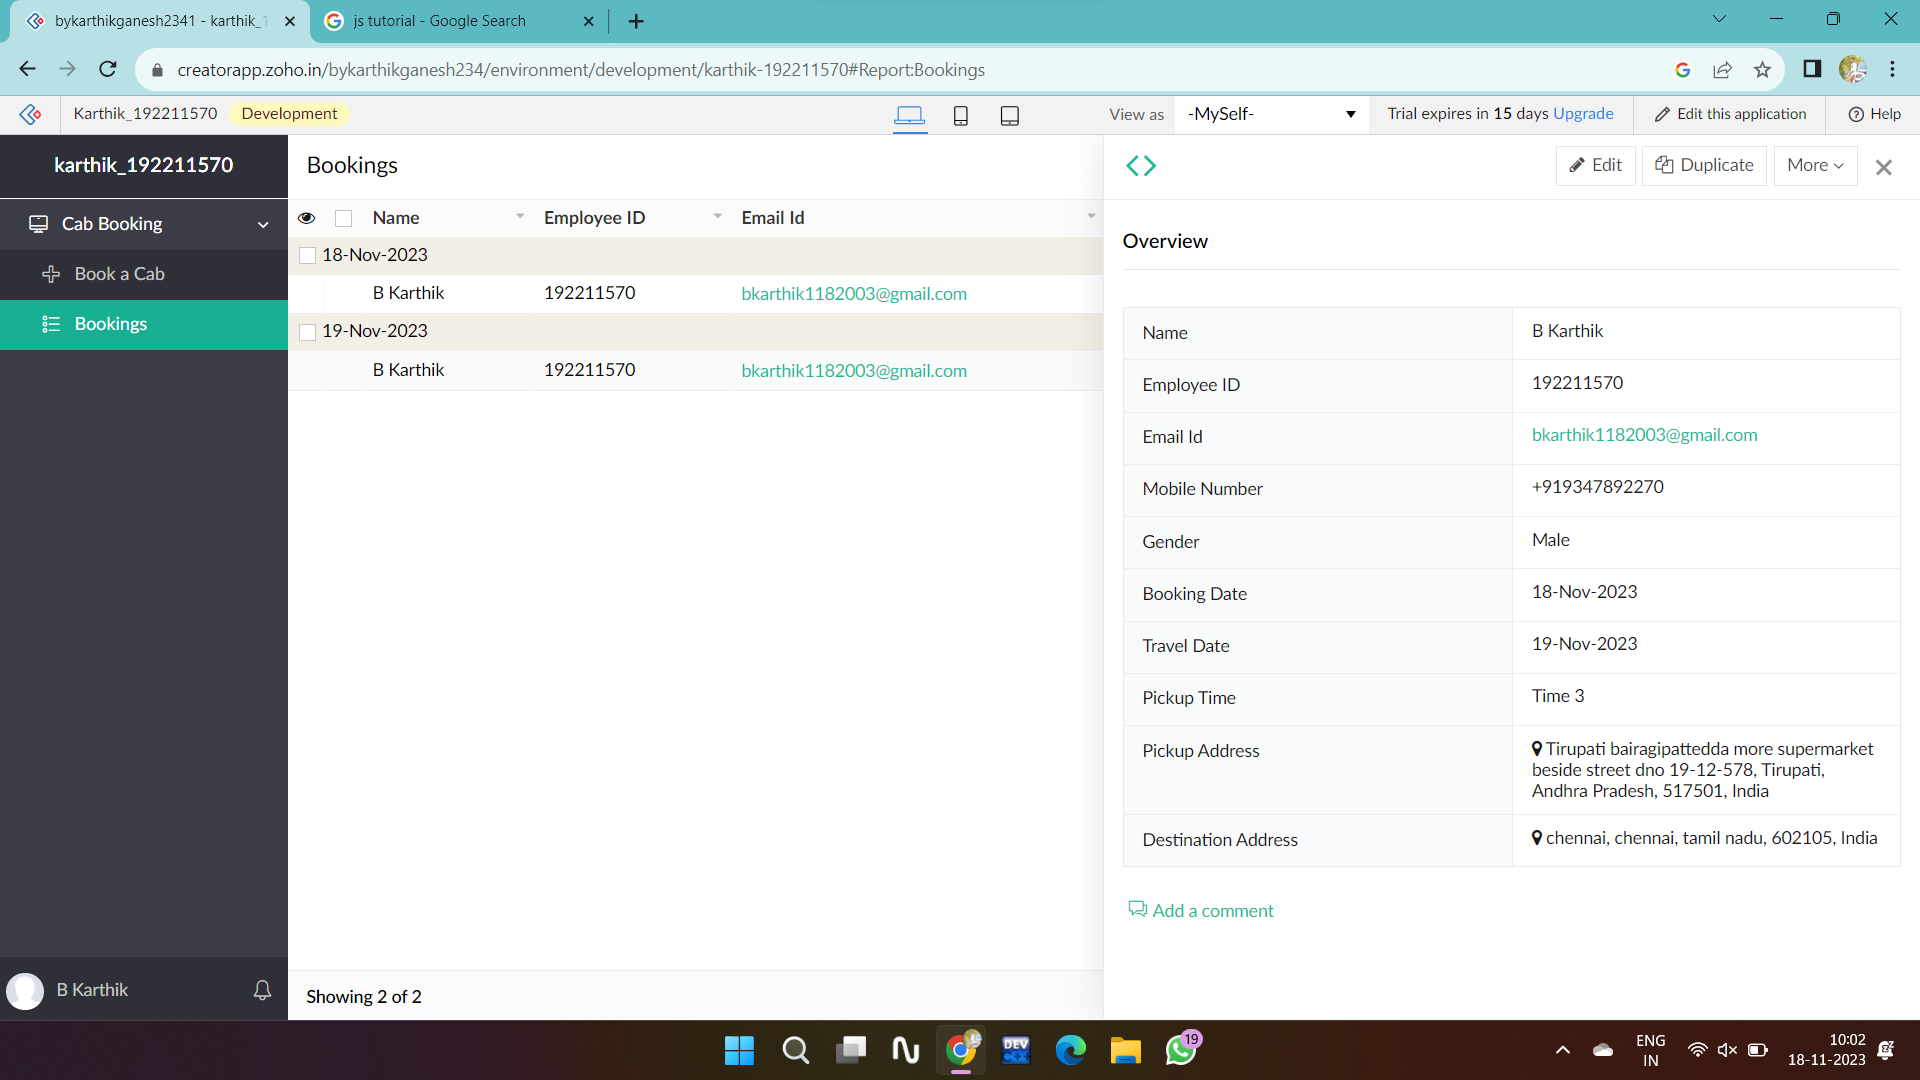 bykarthikganesh2341 - karthik_1
js tutorial - Google Search
creatorapp.zoho.in/bykarthikganesh234/environment/development/karthik-192211570#Report:Bookings
Karthik_192211570
Development
View as
-MySelf-
Trial expires in 15 days Upgrade
Edit this application
Help
karthik_192211570
Cab Booking
Book a Cab
Bookings
B Karthik
Bookings
Name
Employee ID
Email Id
18-Nov-2023
B Karthik
192211570
bkarthik1182003@gmail.com
19-Nov-2023
B Karthik
192211570
bkarthik1182003@gmail.com
Showing 2 of 2
Edit
Duplicate
More
Overview
Name
B Karthik
Employee ID
192211570
Email Id
bkarthik1182003@gmail.com
Mobile Number
+919347892270
Gender
Male
Booking Date
18-Nov-2023
Travel Date
19-Nov-2023
Pickup Time
Time 3
Pickup Address
Tirupati bairagipattedda more supermarket
beside street dno 19-12-578, Tirupati,
Andhra Pradesh, 517501, India
Destination Address
chennai, chennai, tamil nadu, 602105, India
Add a comment
DEV
C++
19
ENG
IN
10:02
18-11-2023